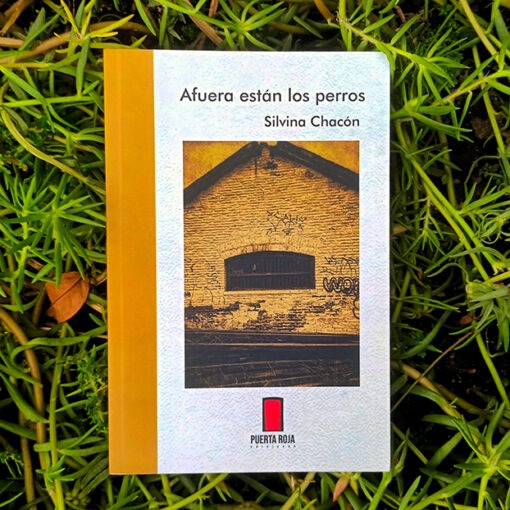 Afuera están los perros
Silvina Chacón
PUERTA ROJA